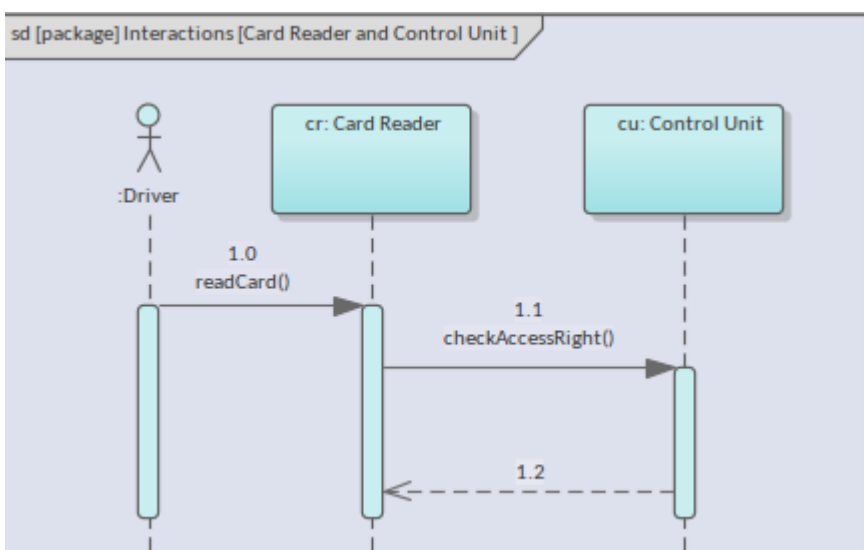 sd [package] Interactions [Card Reader and Control Unit ]
cr: Card Reader
cu: Control Unit
:Driver
1.0
readCard()
1.1
checkAccessRight()
1.2